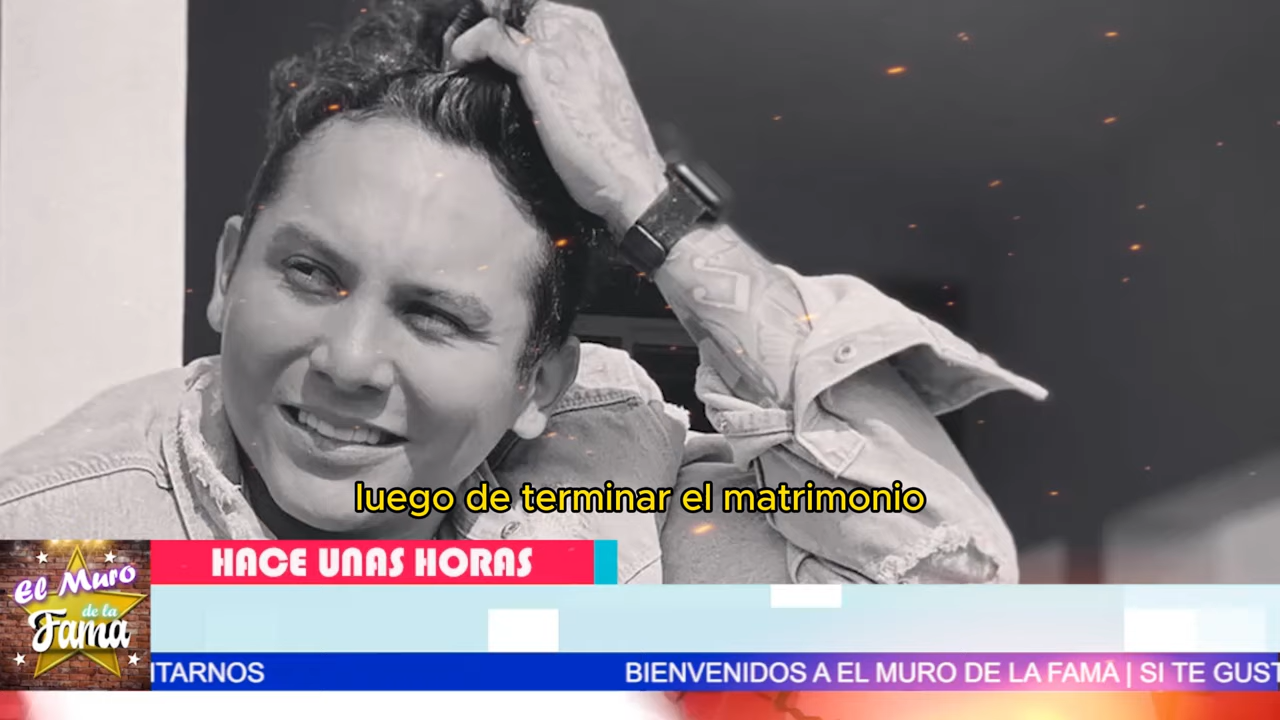 luego de terminar el matrimonio
HACE UNAS HORAS
El Muro
de la
Fama
ITARNOS
BIENVENIDOS A EL MURO DE LA FAMA | SI TE GUST